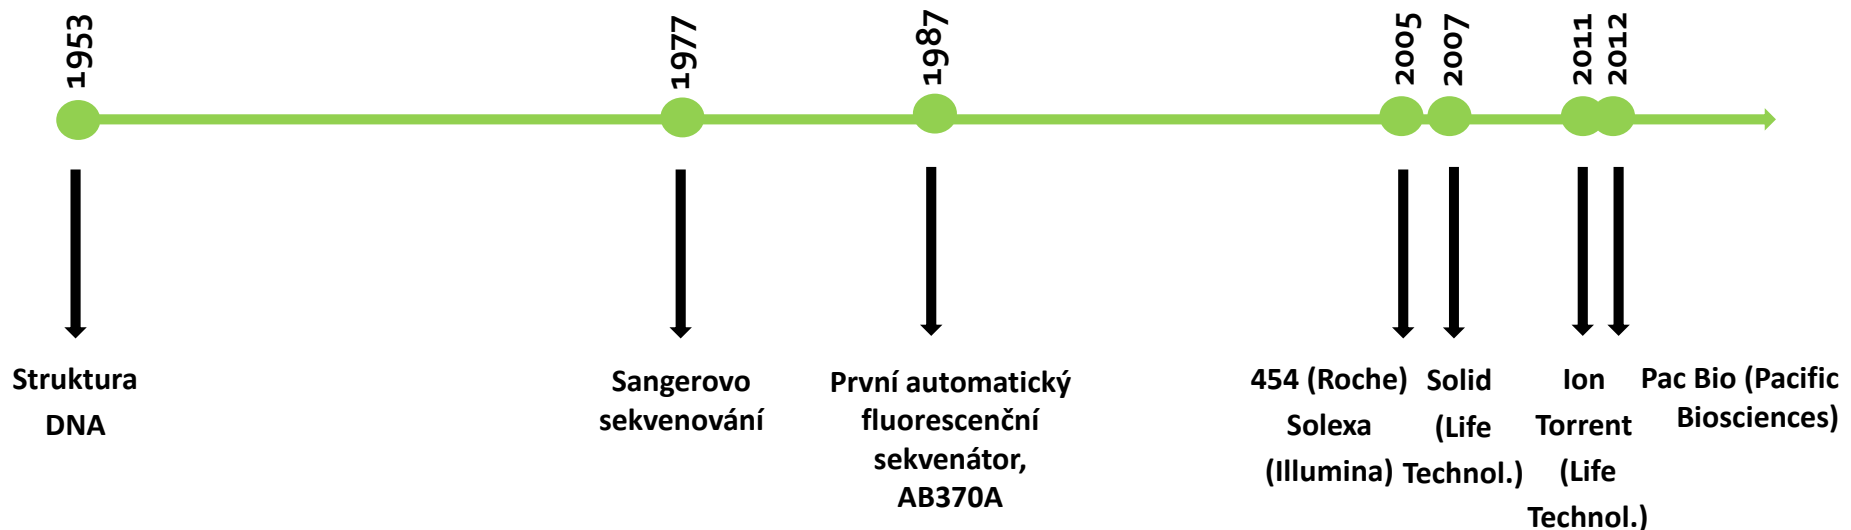 1953
1977
1987
2005
2007
2011
2012
Struktura
DNA
Sangerovo
sekvenování
První automatický
fluorescenční
sekvenátor,
AB370A
454 (Roche)
Solexa
(Illumina)
Solid
(Life
Technol.)
Ion
Torrent
(Life
Technol.)
Pac Bio (Pacific
Biosciences)